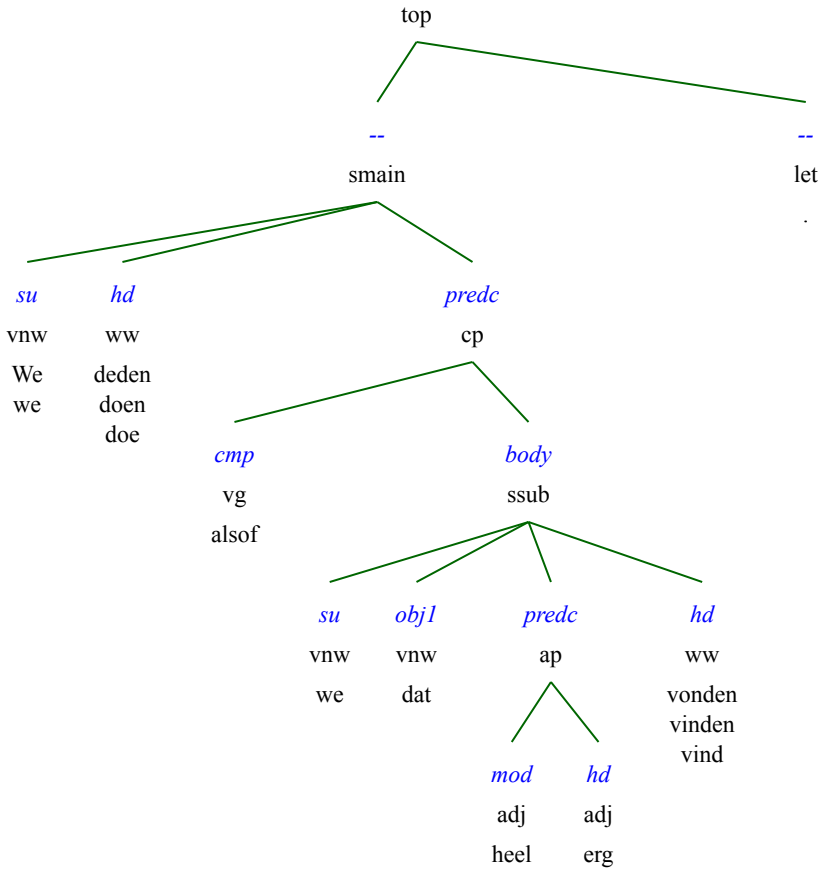 top
-- --
smain let
.
su hd predc
vnw ww cp
We deden
we doen
doe
cmp body
vg ssub
alsof
su obj1 predc hd
vnw vnw ap ww
we dat vonden
vinden
vind
mod hd
adj adj
heel erg